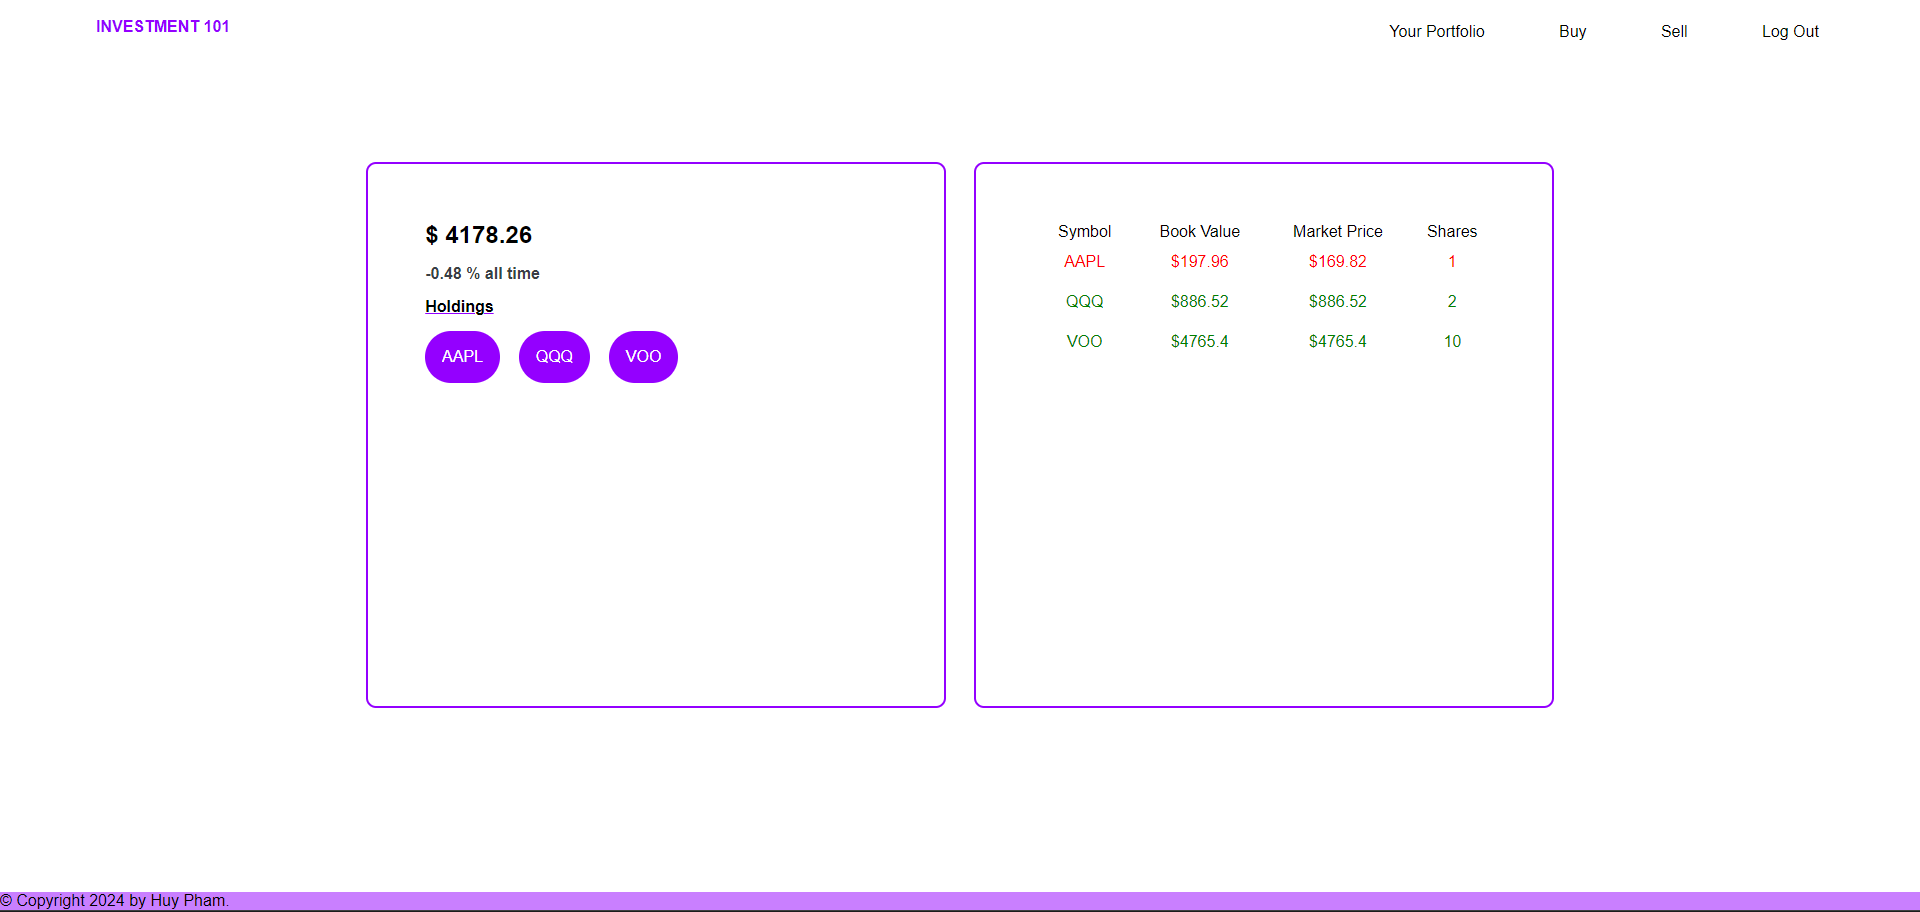 INVESTMENT 101
Your Portfolio Buy Sell Log Out
$ 4178.26
-0.48 % all time
Holdings
AAPL QQQ VOO
Symbol Book Value Market Price Shares
AAPL $197.96 $169.82 1
QQQ $886.52 $886.52 2
VOO $4765.4 $4765.4 10
© Copyright 2024 by Huy Pham.